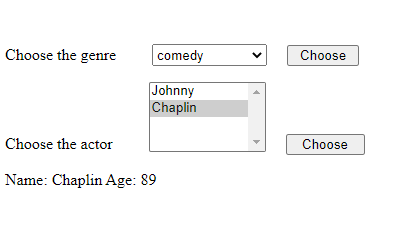 Choose the genre comedy Choose
Johnny
Chaplin
Choose the actor Choose
Name: Chaplin Age: 89